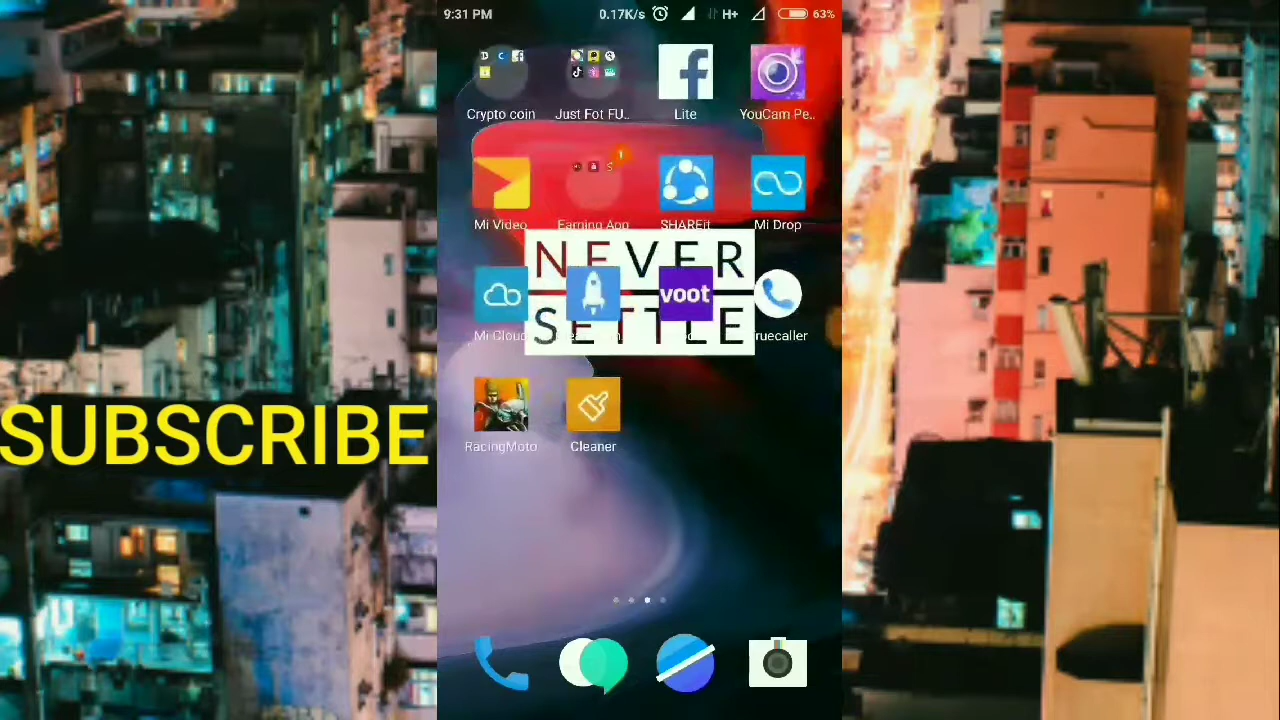 9:31 PM 0.17K/s H+ 63%
Crypto coin Just Fot FU.. Lite YouCam Pe..
Mi Video Earning App SHAREit Mi Drop
NEVER
voot
Mi Cloud ruecaller
SETTLE
SUBSCRIBE
RacingMoto Cleaner